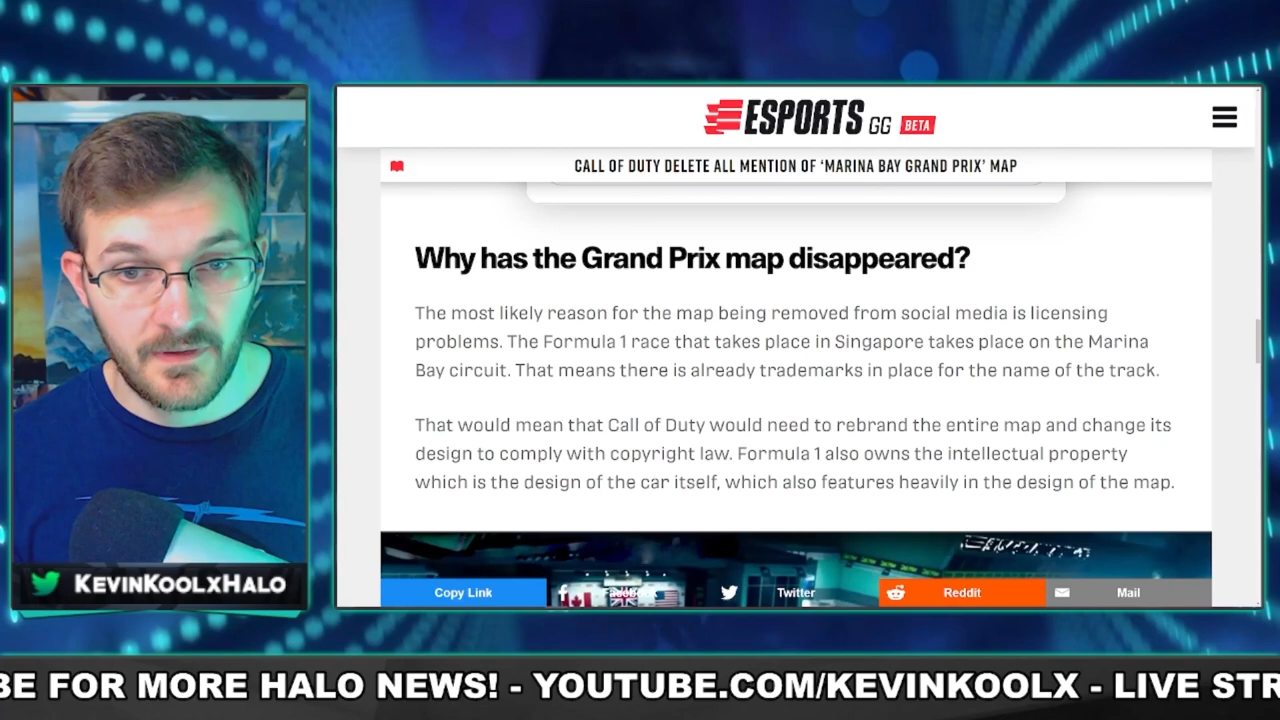 ESPORTS GG BETA
CALL OF DUTY DELETE ALL MENTION OF ‘MARINA BAY GRAND PRIX’ MAP
Why has the Grand Prix map disappeared?
The most likely reason for the map being removed from social media is licensing
problems. The Formula 1 race that takes place in Singapore takes place on the Marina
Bay circuit. That means there is already trademarks in place for the name of the track.
That would mean that Call of Duty would need to rebrand the entire map and change its
design to comply with copyright law. Formula 1 also owns the intellectual property
which is the design of the car itself, which also features heavily in the design of the map.
Copy Link
Facebook
Twitter
Reddit
Mail
KEVINKOOLXHALO
BE FOR MORE HALO NEWS! - YOUTUBE.COM/KEVINKOOLX - LIVE STR